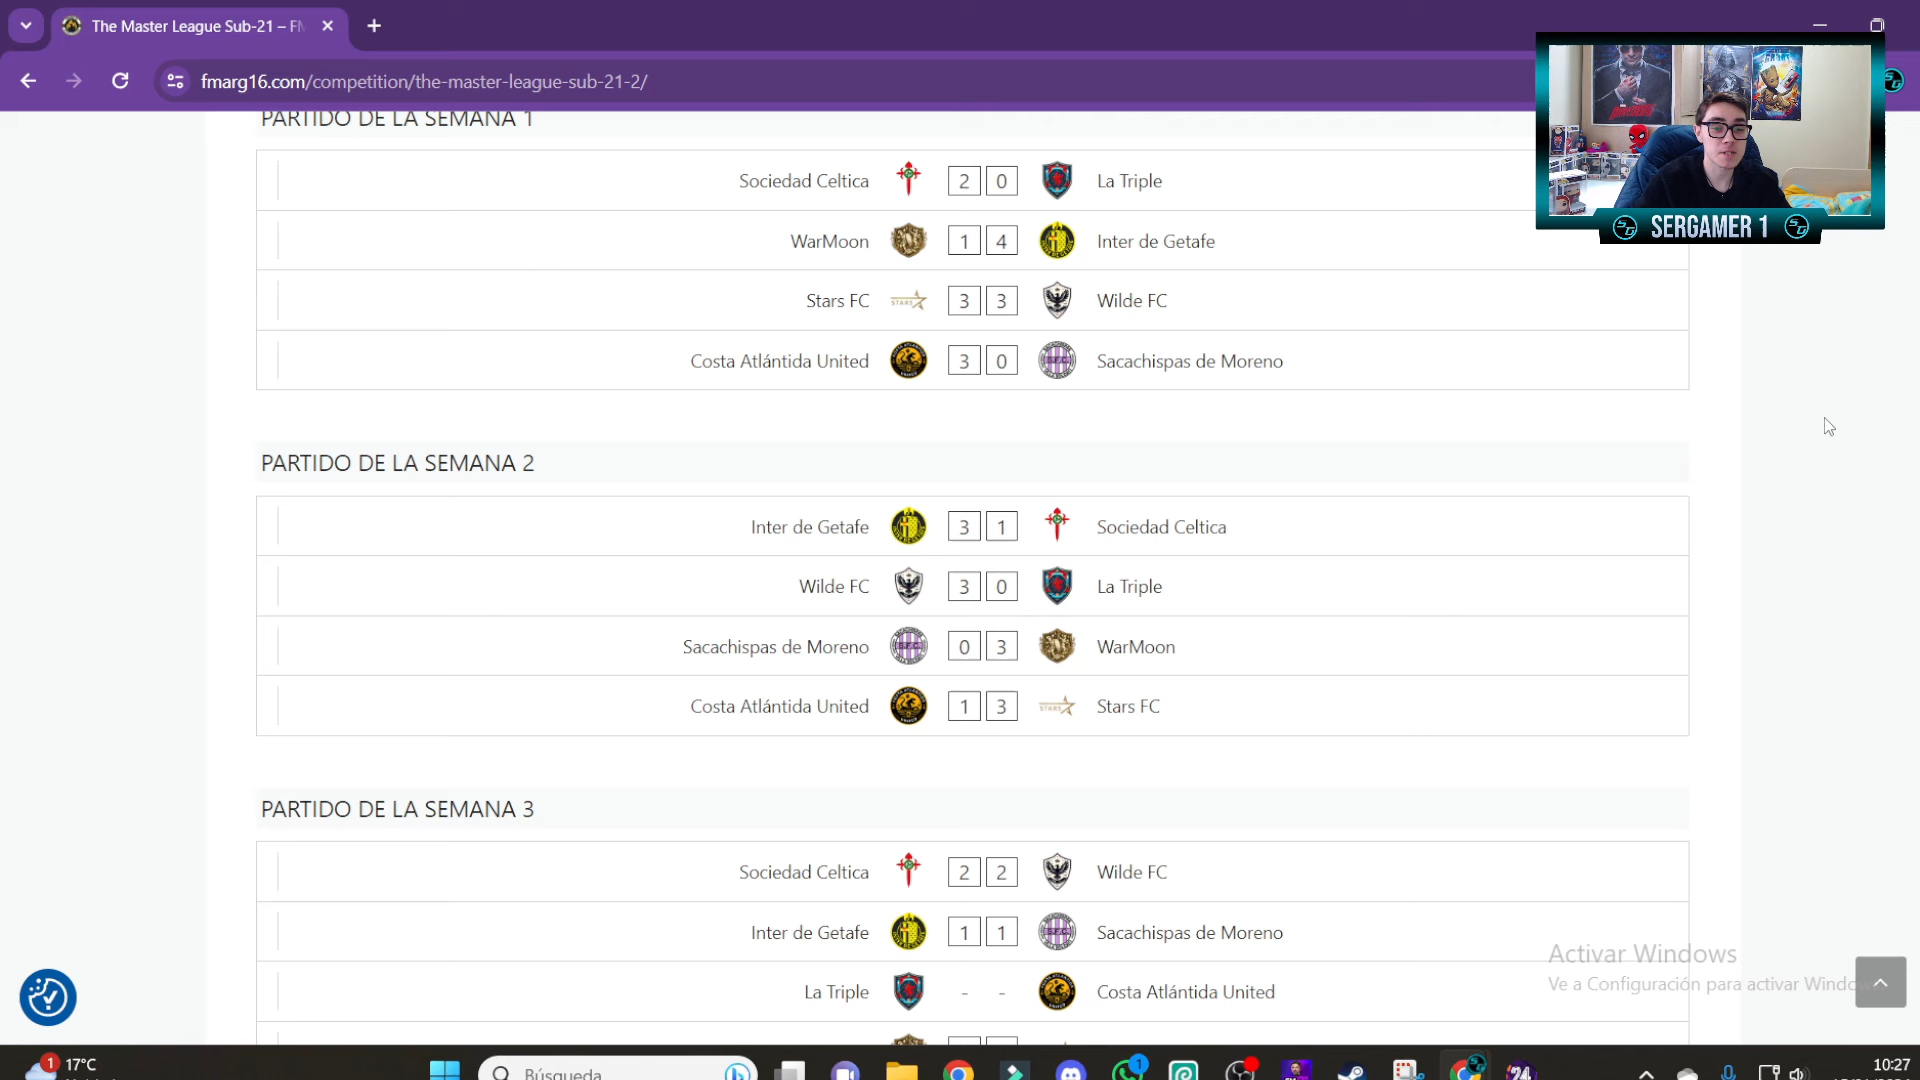 The Master League Sub-21 – FM
fmarg16.com/competition/the-master-league-sub-21-2/
SERGAMER 1
PARTIDO DE LA SEMANA 1
Sociedad Celtica 2 0 La Triple
WarMoon 1 4 Inter de Getafe
Stars FC 3 3 Wilde FC
Costa Atlántida United 3 0 Sacachispas de Moreno
PARTIDO DE LA SEMANA 2
Inter de Getafe 3 1 Sociedad Celtica
Wilde FC 3 0 La Triple
Sacachispas de Moreno 0 3 WarMoon
Costa Atlántida United 1 3 Stars FC
PARTIDO DE LA SEMANA 3
Sociedad Celtica 2 2 Wilde FC
Inter de Getafe 1 1 Sacachispas de Moreno
La Triple - - Costa Atlántida United
Activar Windows
Ve a Configuración para activar Windo
1 17°C
Búsqueda
1
24
10:27